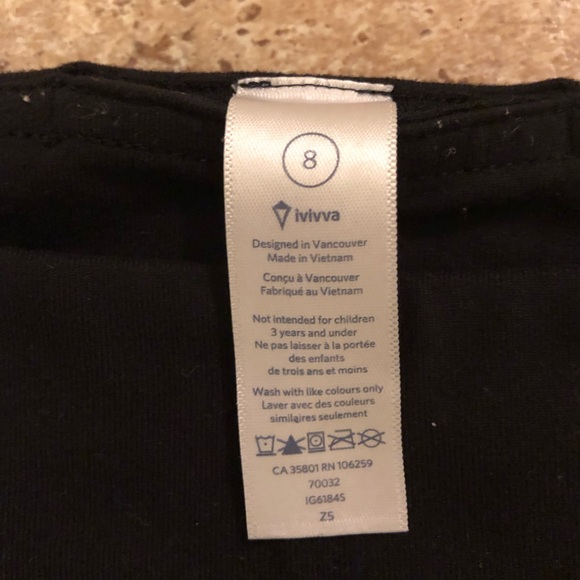 8
ivivva
Designed in Vancouver
Made in Vietnam
Conçu à Vancouver
Fabriqué au Vietnam
Not intended for children
3 years and under
Ne pas laisser à la portée
des enfants
de trois ans et moins
Wash with like colours only
Laver avec des couleurs
similaires seulement
CA 35801 RN 106259
70032
IG6184S
Z5